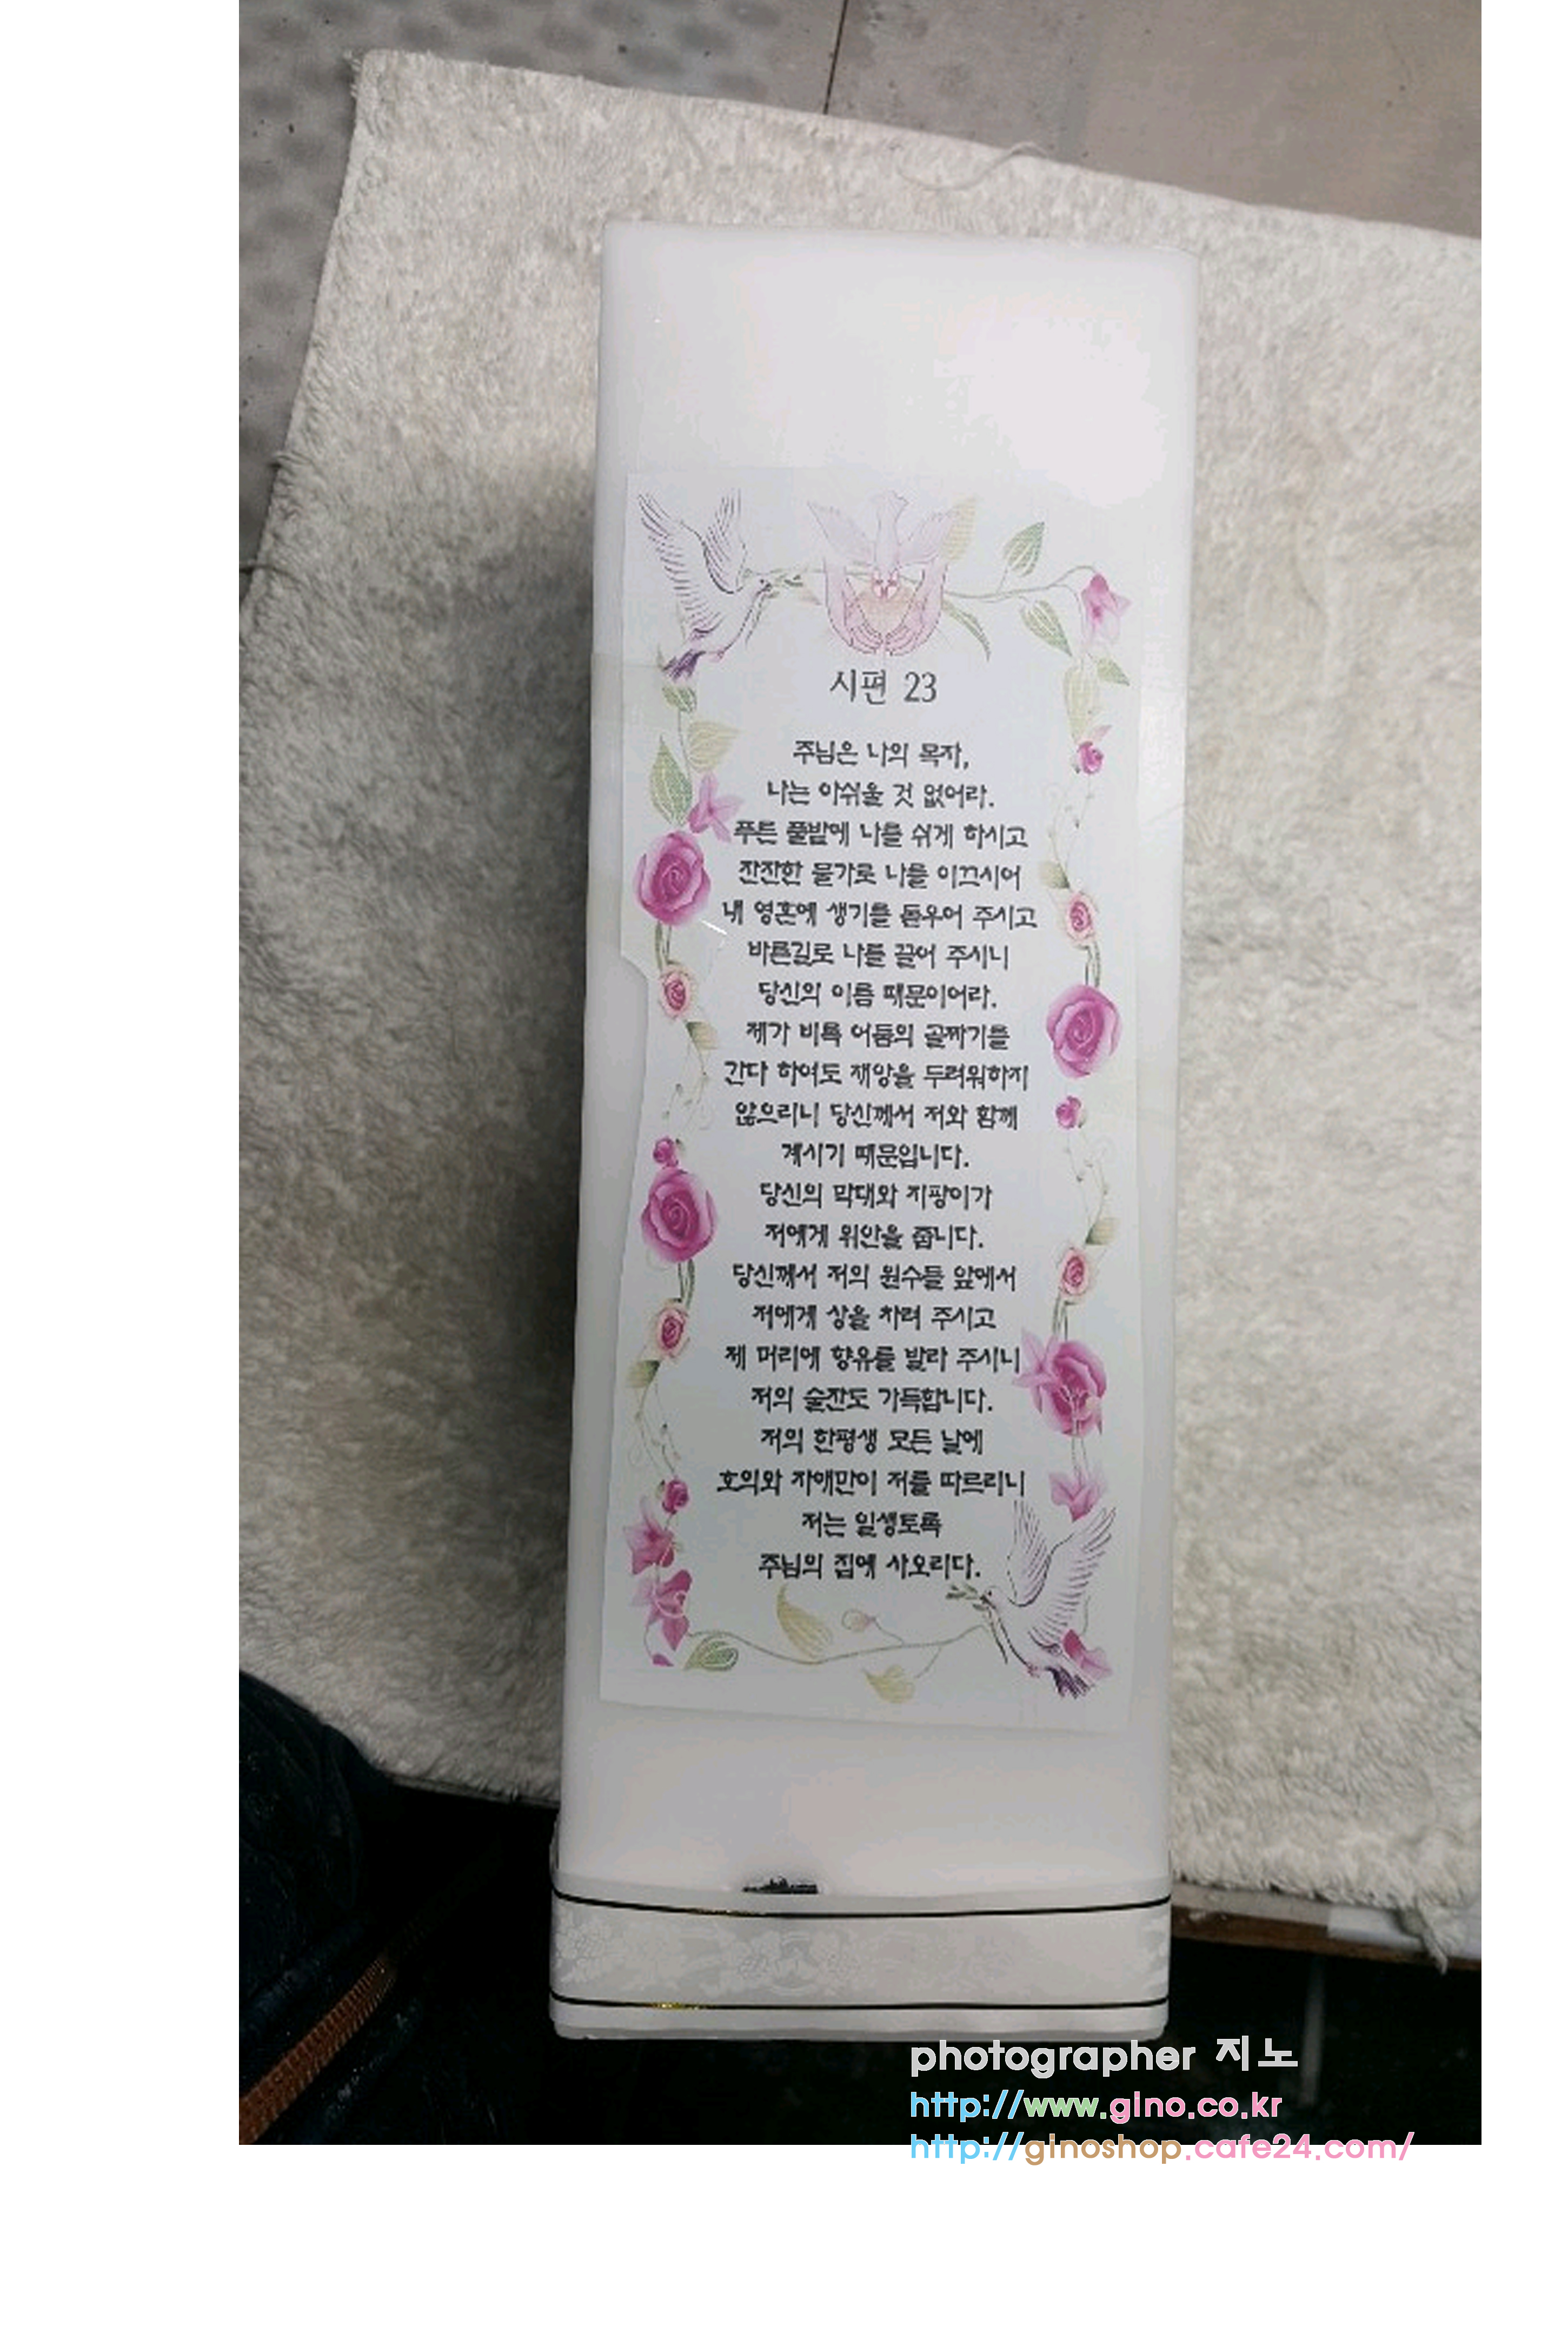 시편 23
주님은 나의 목자,
나는 아쉬울 것 없어라.
푸른 풀밭에 나를 쉬게 하시고
잔잔한 물가로 나를 이끄시어
내 영혼에 생기를 돋우어 주시고
바른길로 나를 끌어 주시니
당신의 이름 때문이어라.
제가 비록 어둠의 골짜기를
간다 하여도 재앙을 두려워하지
않으리니 당신께서 저와 함께
계시기 때문입니다.
당신의 막대와 지팡이가
저에게 위안을 줍니다.
당신께서 저의 원수들 앞에서
저에게 상을 차려 주시고
제 머리에 향유를 발라 주시니
저의 술잔도 가득합니다.
저의 한평생 모든 날에
호의와 자애만이 저를 따르리니
저는 일생토록
주님의 집에 사오리다.
photographer 지노
http://www.gino.co.kr
http://ginoshop.cafe24.com/